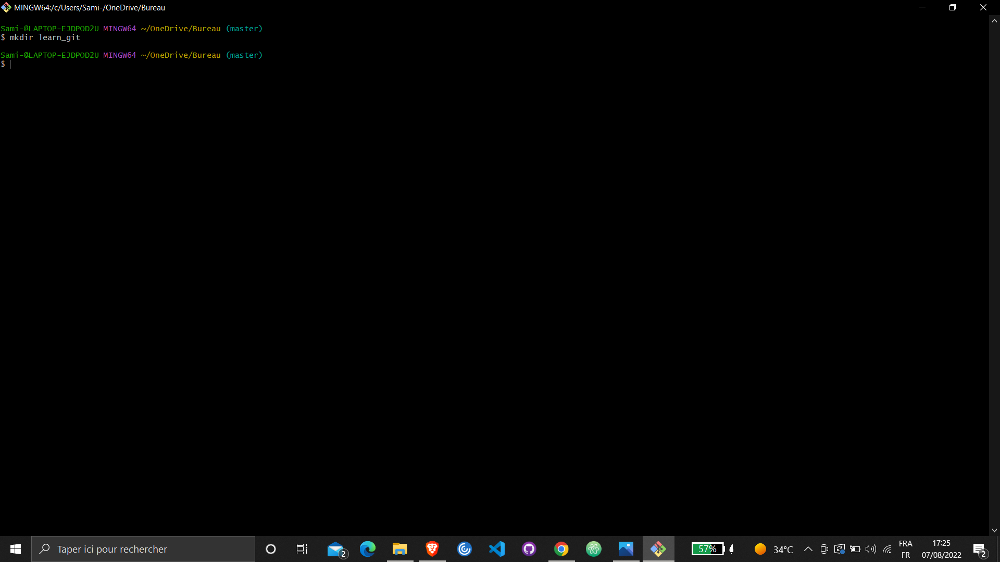 MINGW64:/c/Users/Sami-/OneDrive/Bureau
Sami-@LAPTOP-EJDPOD2U MINGW64 ~/OneDrive/Bureau (master)
$ mkdir learn_git
Sami-@LAPTOP-EJDPOD2U MINGW64 ~/OneDrive/Bureau (master)
$
Taper ici pour rechercher
2
57%
34°C
FRA
FR
17:25
07/08/2022
2